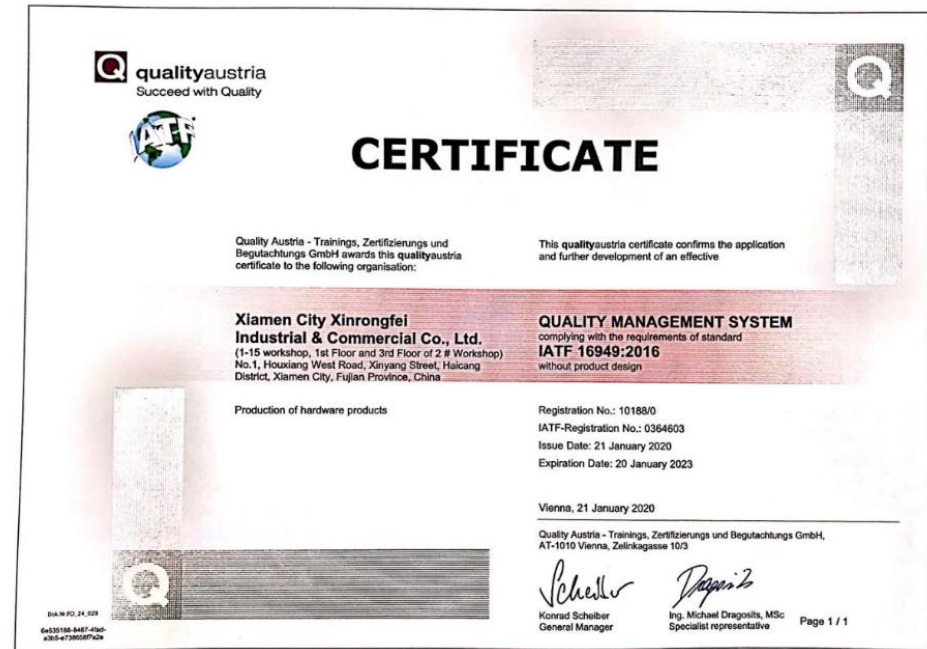 Q qualityaustria
Succeed with Quality
IATF
Q
CERTIFICATE
Quality Austria - Trainings, Zertifizierungs und
Begutachtungs GmbH awards this qualityaustria
certificate to the following organisation:
This qualityaustria certificate confirms the application
and further development of an effective
Xiamen City Xinrongfei
Industrial & Commercial Co., Ltd.
(1-15 workshop, 1st Floor and 3rd Floor of 2 # Workshop)
No.1, Houxiang West Road, Xinyang Street, Haicang
District, Xiamen City, Fujian Province, China
QUALITY MANAGEMENT SYSTEM
complying with the requirements of standard
IATF 16949:2016
without product design
Production of hardware products
Registration No.: 10188/0
IATF-Registration No.: 0364603
Issue Date: 21 January 2020
Expiration Date: 20 January 2023
Vienna, 21 January 2020
Quality Austria - Trainings, Zertifizierungs und Begutachtungs GmbH,
AT-1010 Vienna, Zelinkagasse 10/3
Q
Konrad Scheiber
General Manager
Ing. Michael Dragosits, MSc
Specialist representative
Page 1 / 1